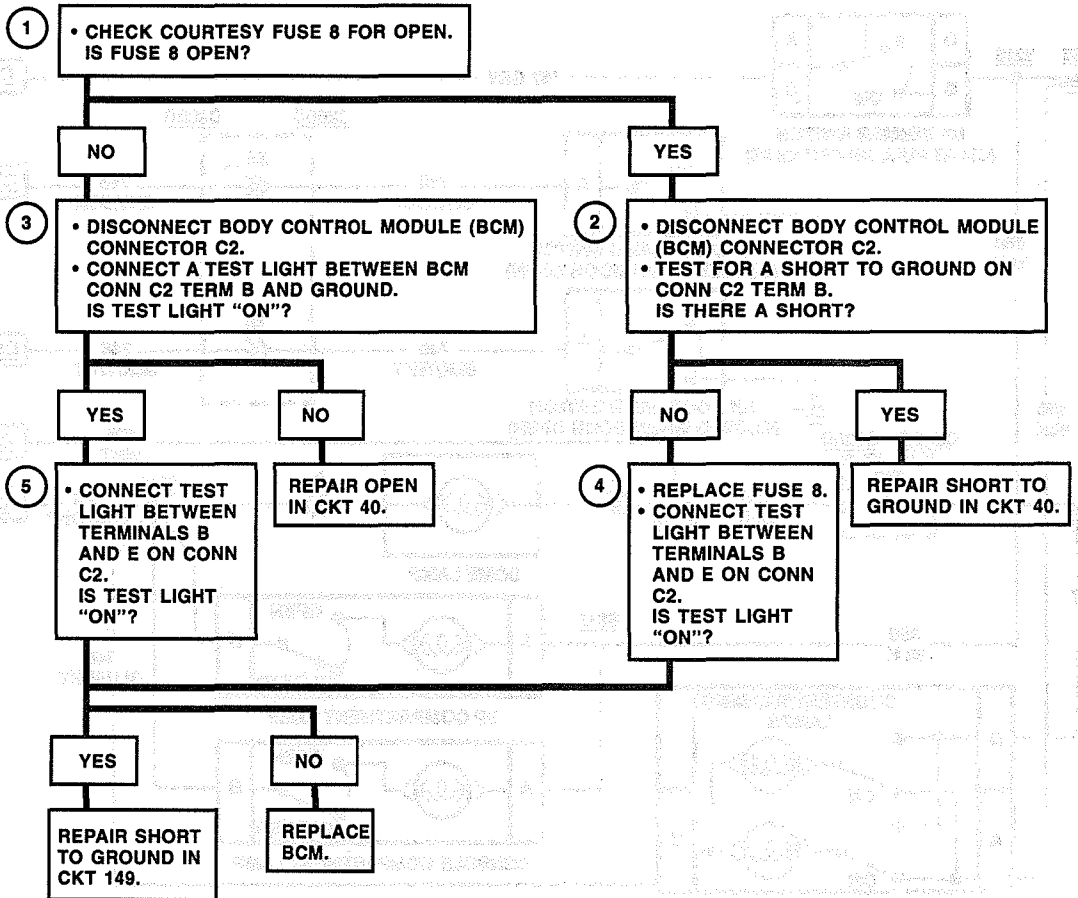 1
• CHECK COURTESY FUSE 8 FOR OPEN.
IS FUSE 8 OPEN?
NO
YES
3
• DISCONNECT BODY CONTROL MODULE (BCM)
CONNECTOR C2.
• CONNECT A TEST LIGHT BETWEEN BCM
CONN C2 TERM B AND GROUND.
IS TEST LIGHT "ON"?
2
• DISCONNECT BODY CONTROL MODULE
(BCM) CONNECTOR C2.
• TEST FOR A SHORT TO GROUND ON
CONN C2 TERM B.
IS THERE A SHORT?
YES
NO
NO
YES
5
• CONNECT TEST
LIGHT BETWEEN
TERMINALS B
AND E ON CONN
C2.
IS TEST LIGHT
"ON"?
REPAIR OPEN
IN CKT 40.
4
• REPLACE FUSE 8.
• CONNECT TEST
LIGHT BETWEEN
TERMINALS B
AND E ON CONN
C2.
IS TEST LIGHT
"ON"?
REPAIR SHORT TO
GROUND IN CKT 40.
YES
NO
REPAIR SHORT
TO GROUND IN
CKT 149.
REPLACE
BCM.